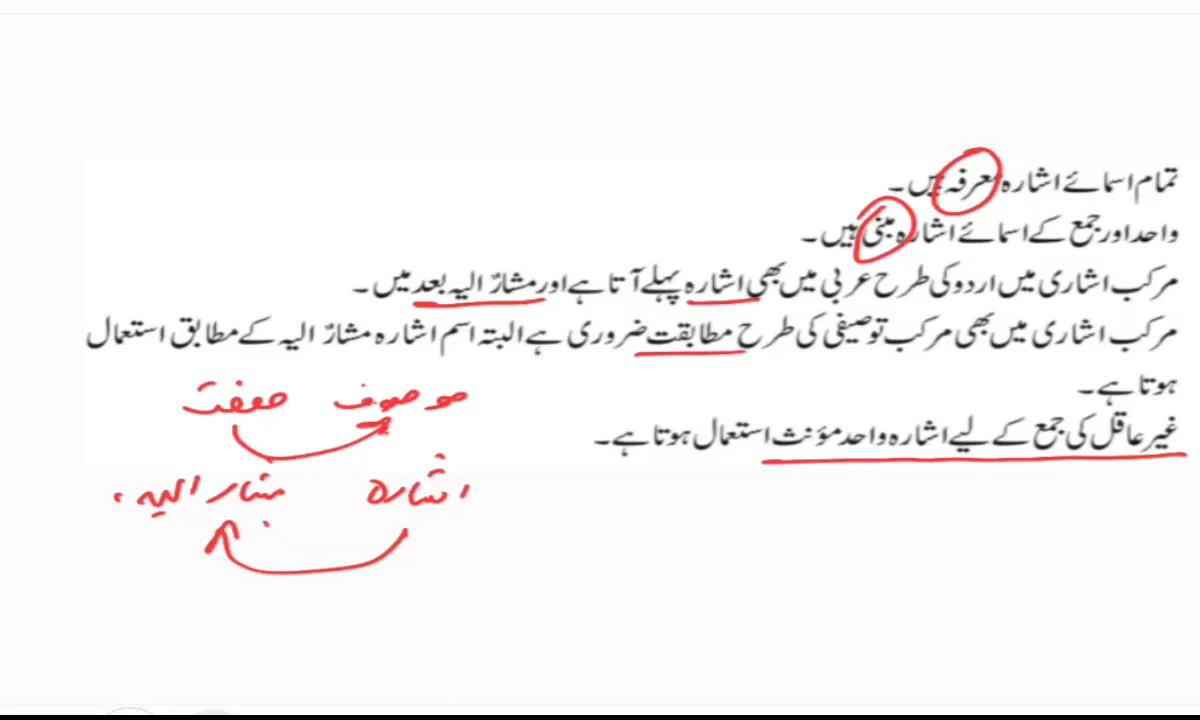 تمام اسمائے اشارہ معرفہ ہیں۔
واحد اور جمع کے اسمائے اشارہ مبنی ہیں۔
مرکب اشاری میں اردو کی طرح عربی میں بھی اشارہ پہلے آتا ہے اور مشارٌ الیہ بعد میں۔
مرکب اشاری میں بھی مرکب توصیفی کی طرح مطابقت ضروری ہے البتہ اسم اشارہ مشارٌ الیہ کے مطابق استعمال
ہوتا ہے۔
موصوف صفت
غیر عاقل کی جمع کے لیے اشارہ واحد مؤنث استعمال ہوتا ہے۔
اشارہ مشار الیہ